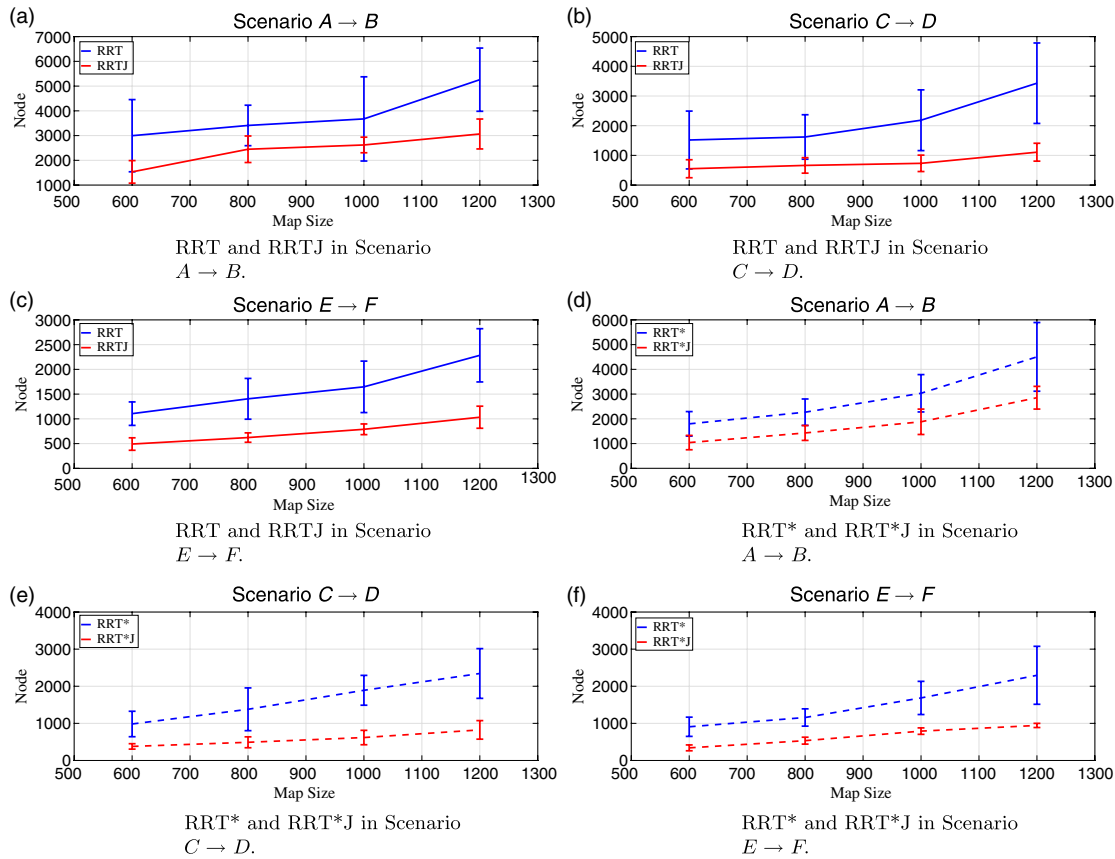 (a)
Scenario A → B
7000
6000
5000
4000
3000
2000
1000
Node
RRT
RRTJ
500 600 700 800 900 1000 1100 1200 1300
Map Size
RRT and RRTJ in Scenario
A → B.
(b)
Scenario C → D
5000
4000
3000
2000
1000
0
Node
RRT
RRTJ
500 600 700 800 900 1000 1100 1200 1300
Map Size
RRT and RRTJ in Scenario
C → D.
(c)
Scenario E → F
3000
2500
2000
1500
1000
500
0
Node
RRT
RRTJ
500 600 700 800 900 1000 1100 1200 1300
Map Size
RRT and RRTJ in Scenario
E → F.
(d)
Scenario A → B
6000
5000
4000
3000
2000
1000
0
Node
RRT*
RRT*J
500 600 700 800 900 1000 1100 1200 1300
Map Size
RRT* and RRT*J in Scenario
A → B.
(e)
Scenario C → D
4000
3000
2000
1000
0
Node
RRT*
RRT*J
500 600 700 800 900 1000 1100 1200 1300
Map Size
RRT* and RRT*J in Scenario
C → D.
(f)
Scenario E → F
4000
3000
2000
1000
0
Node
RRT*
RRT*J
500 600 700 800 900 1000 1100 1200 1300
Map Size
RRT* and RRT*J in Scenario
E → F.